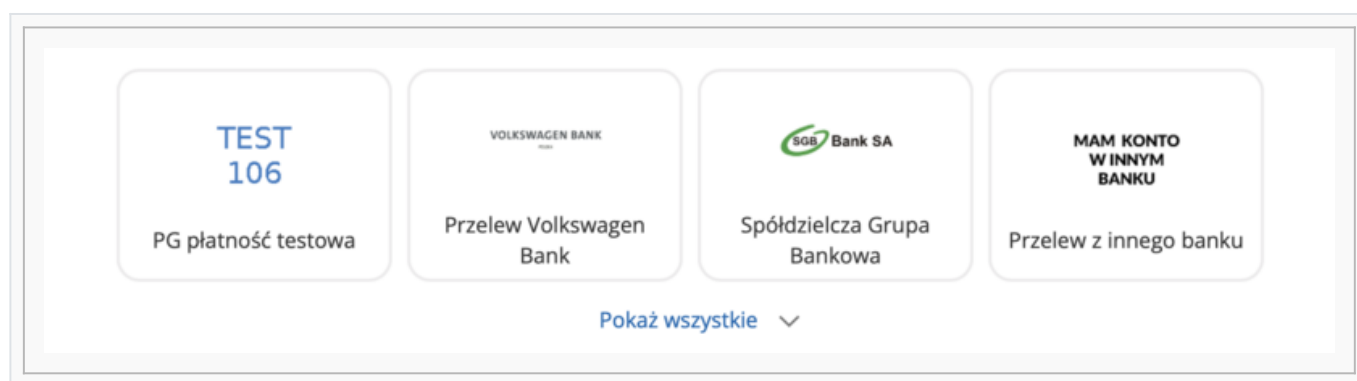 TEST
106
PG płatność testowa
VOLKSWAGEN BANK
Przelew Volkswagen
Bank
SGB Bank SA
Spółdzielcza Grupa
Bankowa
MAM KONTO
W INNYM
BANKU
Przelew z innego banku
Pokaż wszystkie